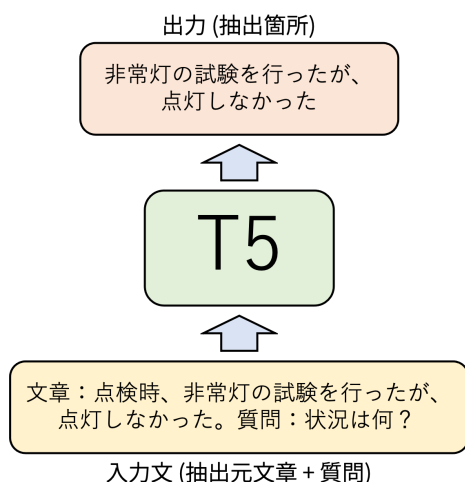 出力 (抽出箇所)
非常灯の試験を行ったが、
点灯しなかった
T5
文章：点検時、非常灯の試験を行ったが、
点灯しなかった。質問：状況は何？
入力文 (抽出元文章 + 質問)